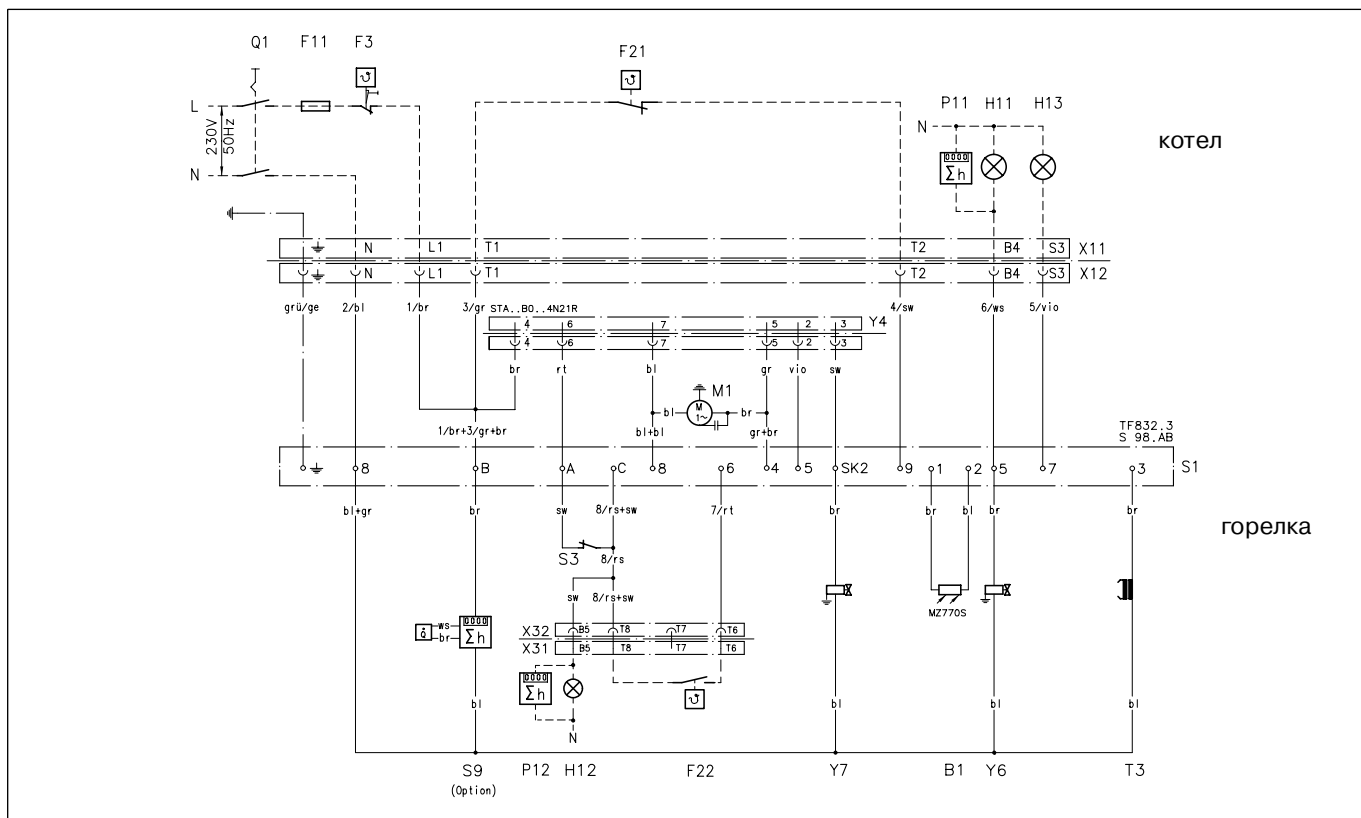 Q1 F11 F3 F21
P11 H11 H13
L
N
230V
50Hz
N
котел
Σh
N L1 T1 T2 B4 S3 X11
N L1 T1 T2 B4 S3 X12
grü/ge 2/bl 1/br 3/gr STA..BO..4N21R 4/sw 6/ws 5/vio
4 6 7 5 2 3 Y4
4 6 7 5 2 3
br rt bl gr vio sw
M1
bl M 1~ br
1/br+3/gr+br bl+bl gr+br
TF832.3
S 98.AB
8 B A C 8 6 4 5 SK2 9 1 2 5 7 3 S1
bl+gr br sw 8/rs+sw 7/rt br br bl br br
горелка
S3 8/rs
sw 8/rs+sw
MZ770S
ws
br
Σh
X32 B5 T8 T7 T6
X31 B5 T8 T7 T6
Σh
bl bl bl bl
N
S9 P12 H12 F22 Y7 B1 Y6 T3
(Option)